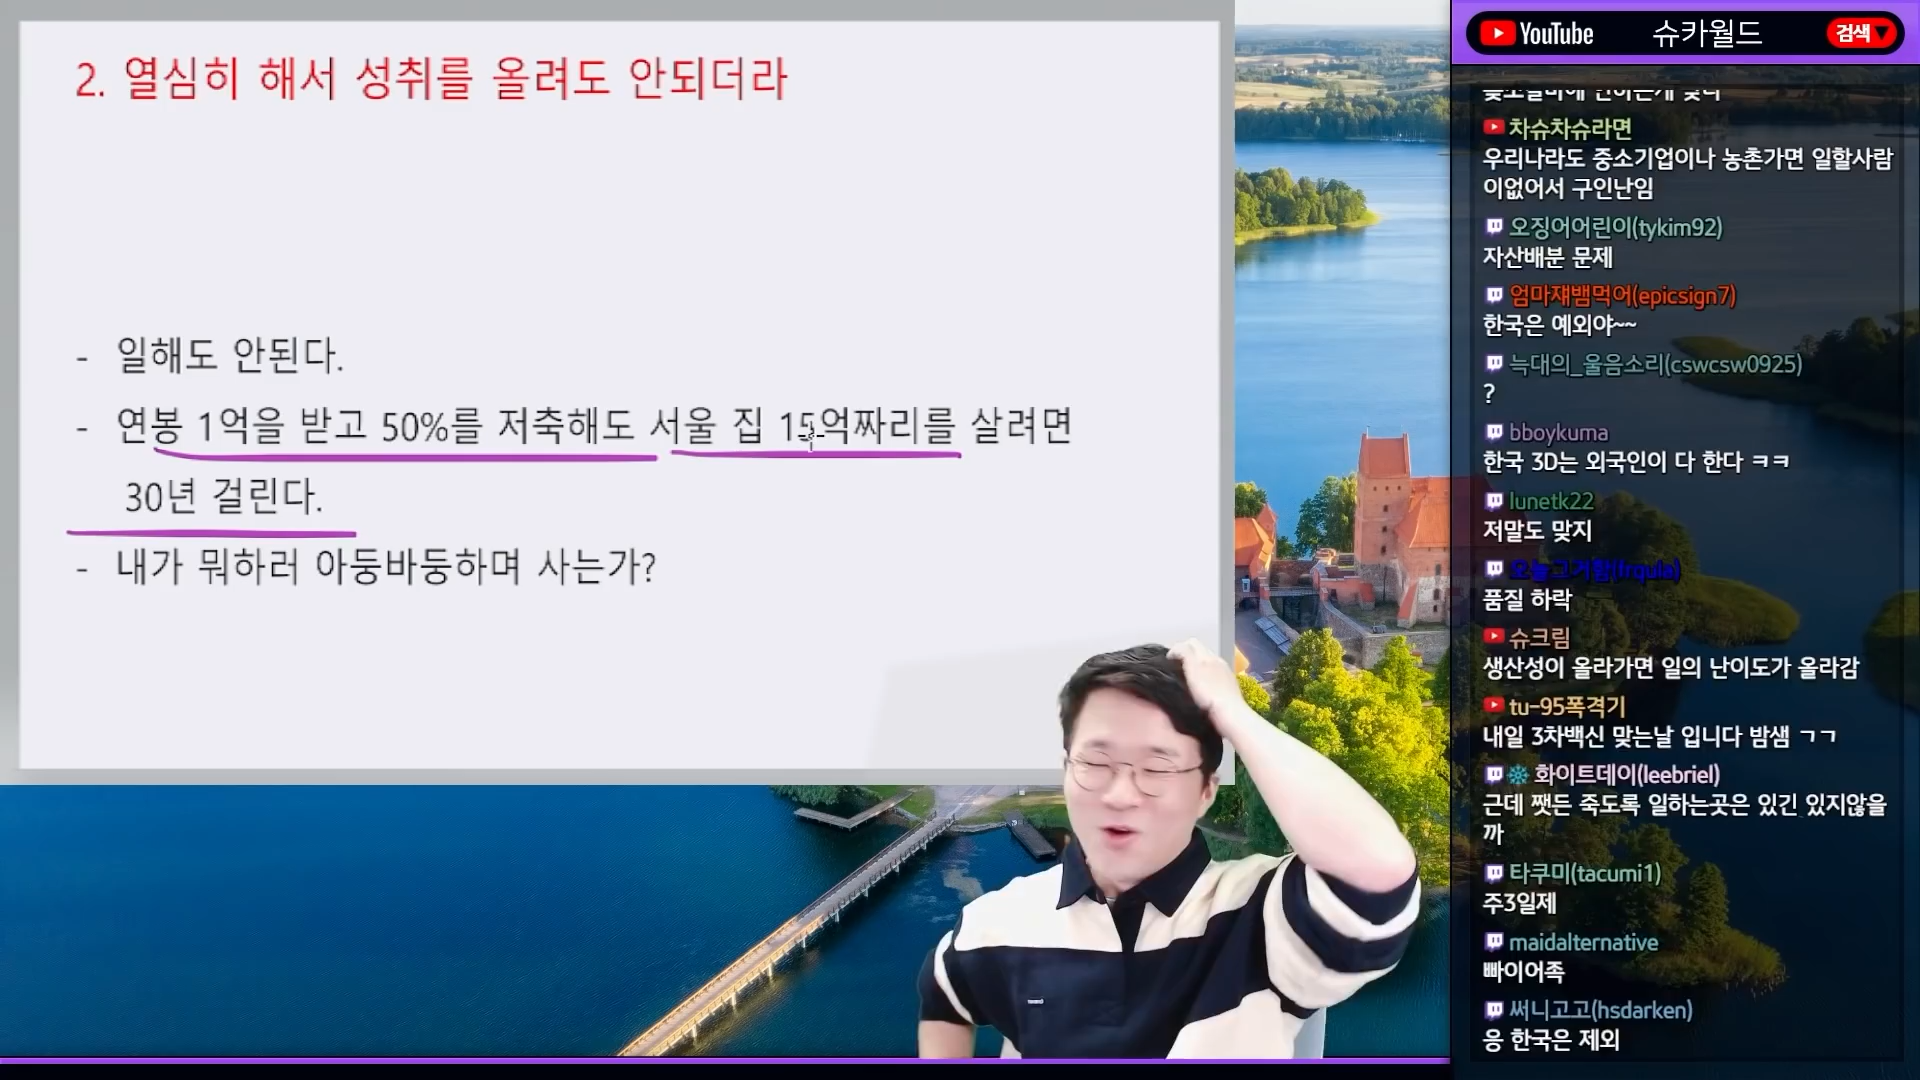 2. 열심히 해서 성취를 올려도 안되더라
- 일해도 안된다.
- 연봉 1억을 받고 50%를 저축해도 서울 집 15억짜리를 살려면
30년 걸린다.
- 내가 뭐하러 아둥바둥하며 사는가?
YouTube 슈카월드 검색▼
차슈차슈라면
우리나라도 중소기업이나 농촌가면 일할사람
이없어서 구인난임
오징어어린이(tykim92)
자산배분 문제
엄마쟤뱀먹어(epicsign7)
한국은 예외야~~
늑대의_울음소리(cswcsw0925)
?
bboykuma
한국 3D는 외국인이 다 한다 ㅋㅋ
lunetk22
저말도 맞지
오늘그거함(frqula)
품질 하락
슈크림
생산성이 올라가면 일의 난이도가 올라감
tu-95폭격기
내일 3차백신 맞는날 입니다 밤샘 ㄱㄱ
화이트데이(leebriel)
근데 쨋든 죽도록 일하는곳은 있긴 있지않을
까
타쿠미(tacumi1)
주3일제
maidalternative
빠이어족
써니고고(hsdarken)
응 한국은 제외